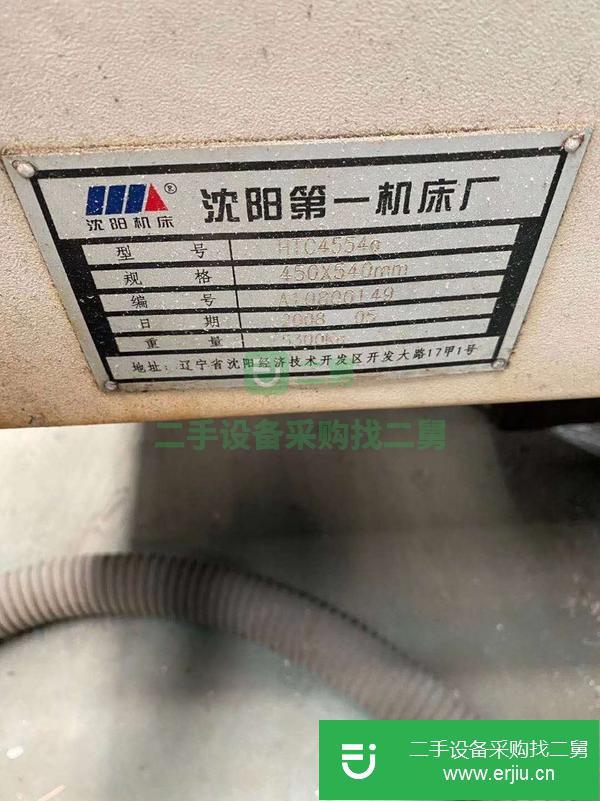 沈阳机床® 沈阳第一机床厂
型 号 HTC4554a
规 格 450X540mm
编 号 A10800149
日 期 2008 05
重 量 5300Kg
地址：辽宁省沈阳经济技术开发区开发大路17甲1号
二舅
二手设备采购找二舅
二手设备采购找二舅
www.erjiu.cn